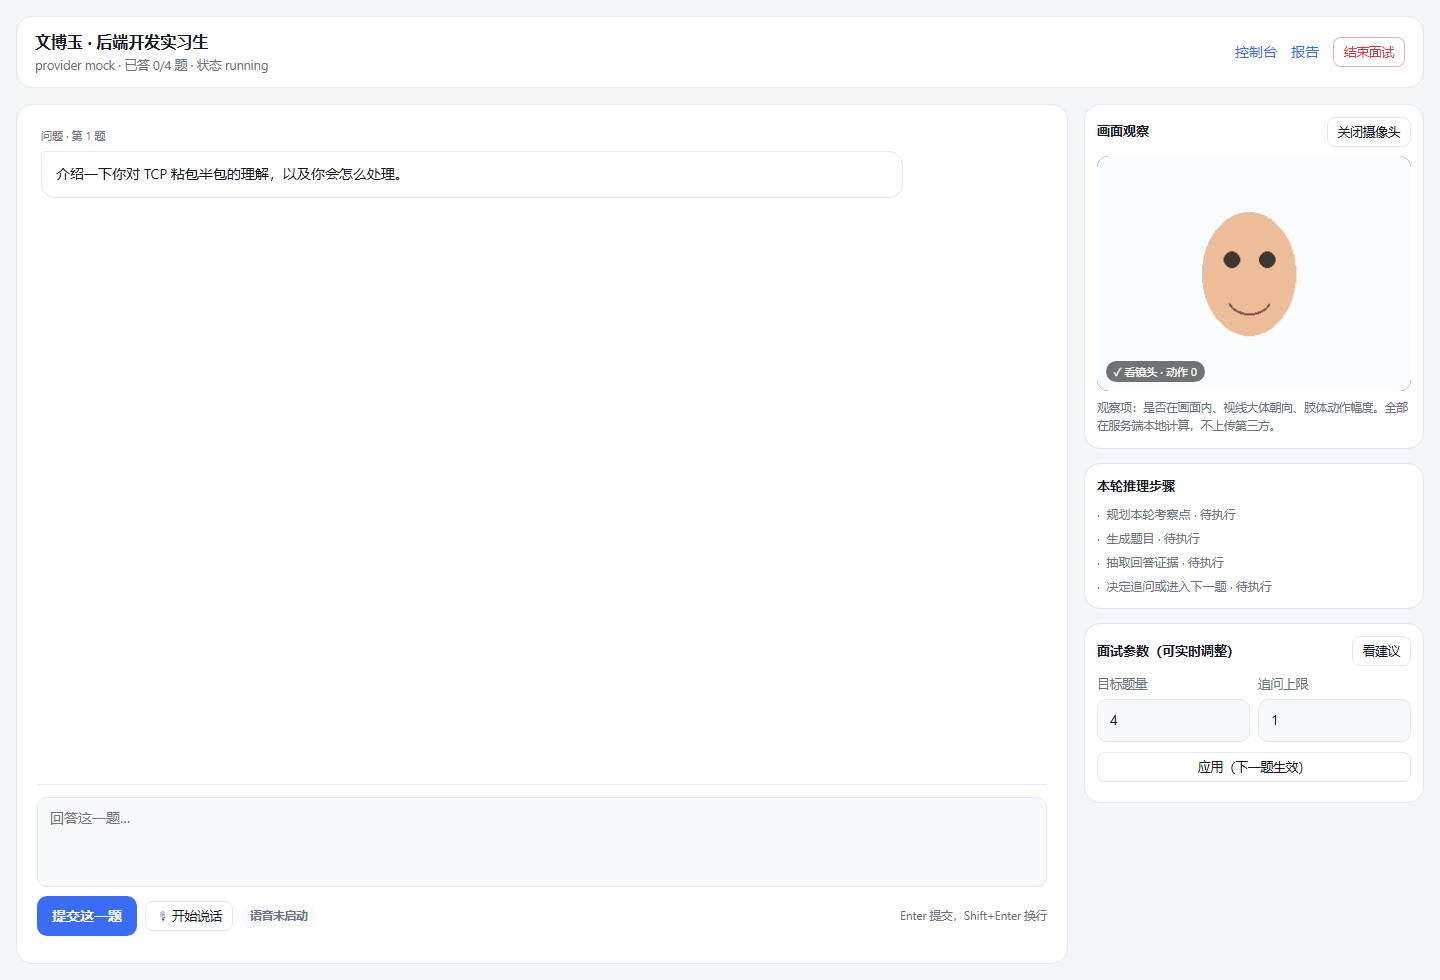 文博玉 · 后端开发实习生
provider mock · 已答 0/4 题 · 状态 running
控制台
报告
结束面试
问题 · 第 1 题
介绍一下你对 TCP 粘包半包的理解，以及你会怎么处理。
回答这一题...
提交这一题
开始说话
语音未启动
Enter 提交，Shift+Enter 换行
画面观察
关闭摄像头
✓ 看镜头 · 动作 0
观察项：是否在画面内、视线大体朝向、肢体动作幅度。全部
在服务端本地计算，不上传第三方。
本轮推理步骤
· 规划本轮考察点 · 待执行
· 生成题目 · 待执行
· 抽取回答证据 · 待执行
· 决定追问或进入下一题 · 待执行
面试参数（可实时调整）
看建议
目标题量
追问上限
4
1
应用（下一题生效）